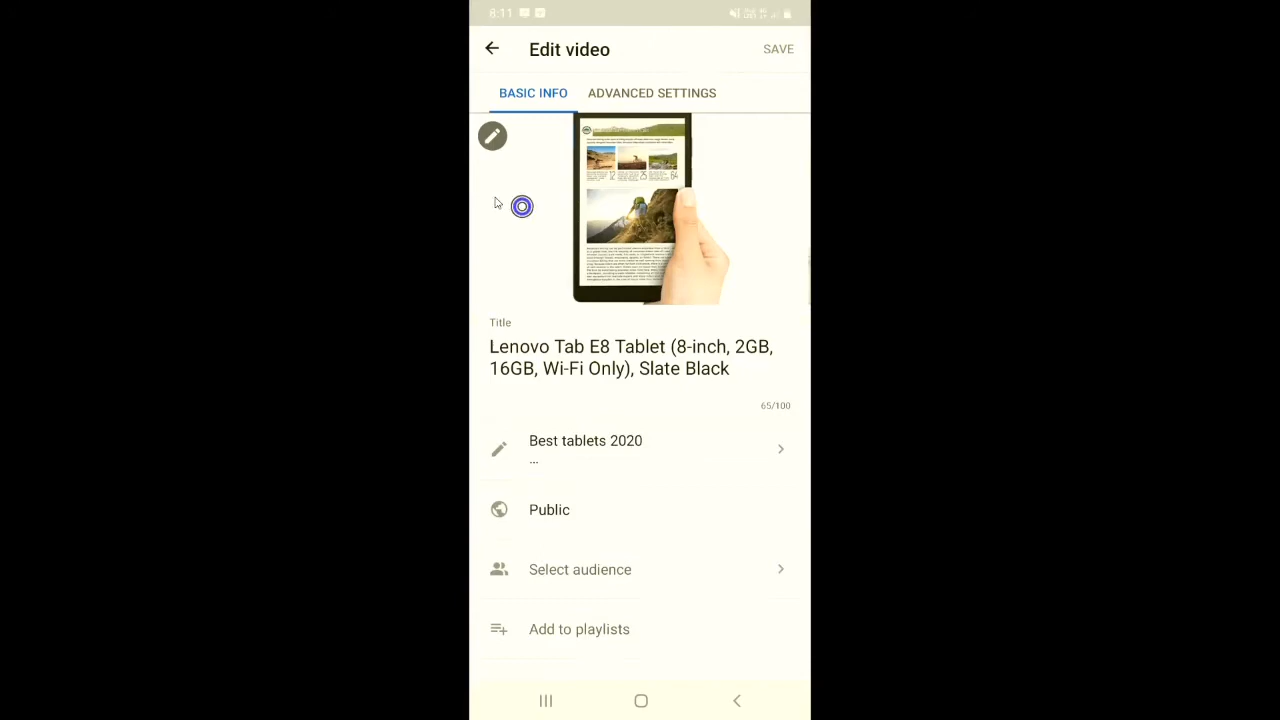 8:11
Edit video
SAVE
BASIC INFO
ADVANCED SETTINGS
Title
Lenovo Tab E8 Tablet (8-inch, 2GB,
16GB, Wi-Fi Only), Slate Black
65/100
Best tablets 2020
...
Public
Select audience
Add to playlists